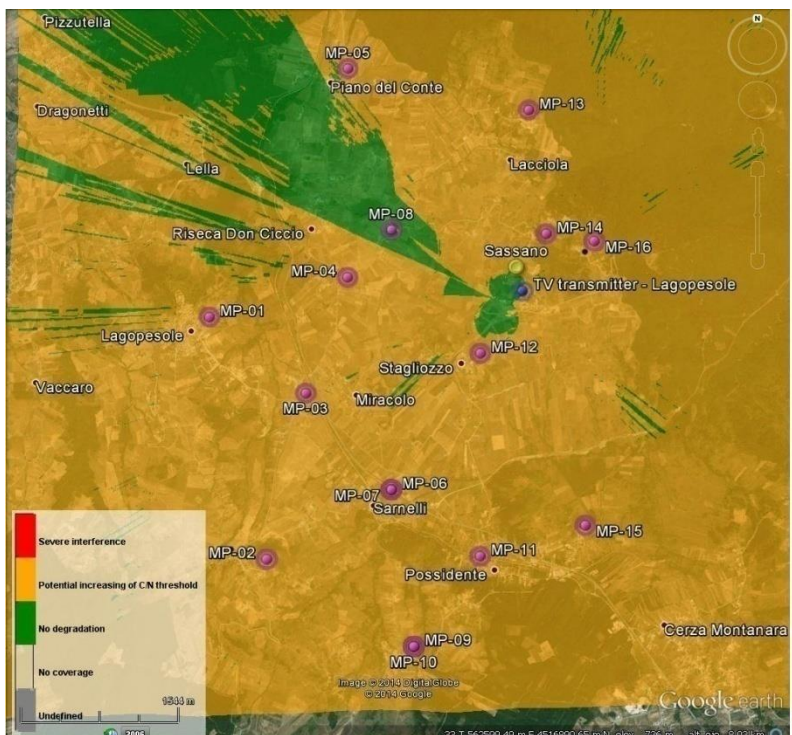 Pizzutella
N
MP-05
Piano del Conte
Dragonetti
MP-13
Lella
Lacciola
MP-08
Riseca Don Ciccio
MP-14
Sassano
MP-16
MP-04
TV transmitter - Lagopesole
MP-01
Lagopesole
MP-12
Stagliozzo
Vaccaro
MP-03
Miracolo
MP-06
MP-07
Sarnelli
MP-15
MP-02
MP-11
Possidente
Cerza Montanara
MP-09
MP-10
Severe interference
Potential increasing of C/N threshold
No degradation
No coverage
Undefined
1544 m
Image © 2014 DigitalGlobe
© 2014 Google
Google earth
2006